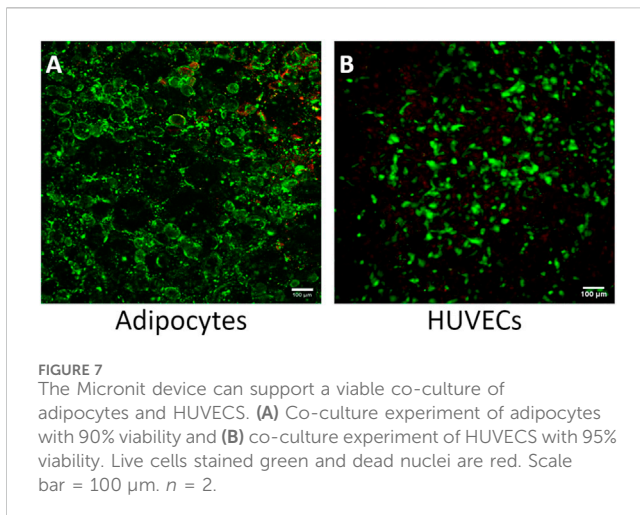 A
B
100 µm
100 µm
Adipocytes
HUVECs
FIGURE 7
The Micronit device can support a viable co-culture of
adipocytes and HUVECS. (A) Co-culture experiment of adipocytes
with 90% viability and (B) co-culture experiment of HUVECS with 95%
viability. Live cells stained green and dead nuclei are red. Scale
bar = 100 µm. n = 2.